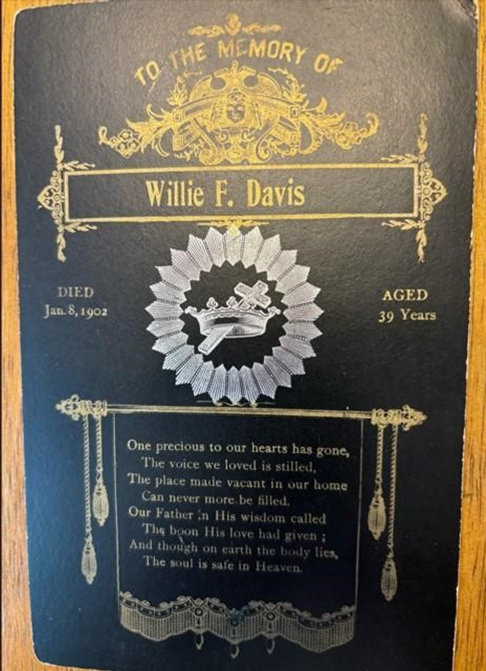 TO THE MEMORY OF
Willie F. Davis
DIED
Jan. 8, 1902
AGED
39 Years
One precious to our hearts has gone,
The voice we loved is stilled,
The place made vacant in our home
Can never more be filled.
Our Father in His wisdom called
The boon His love had given ;
And though on earth the body lies,
The soul is safe in Heaven.